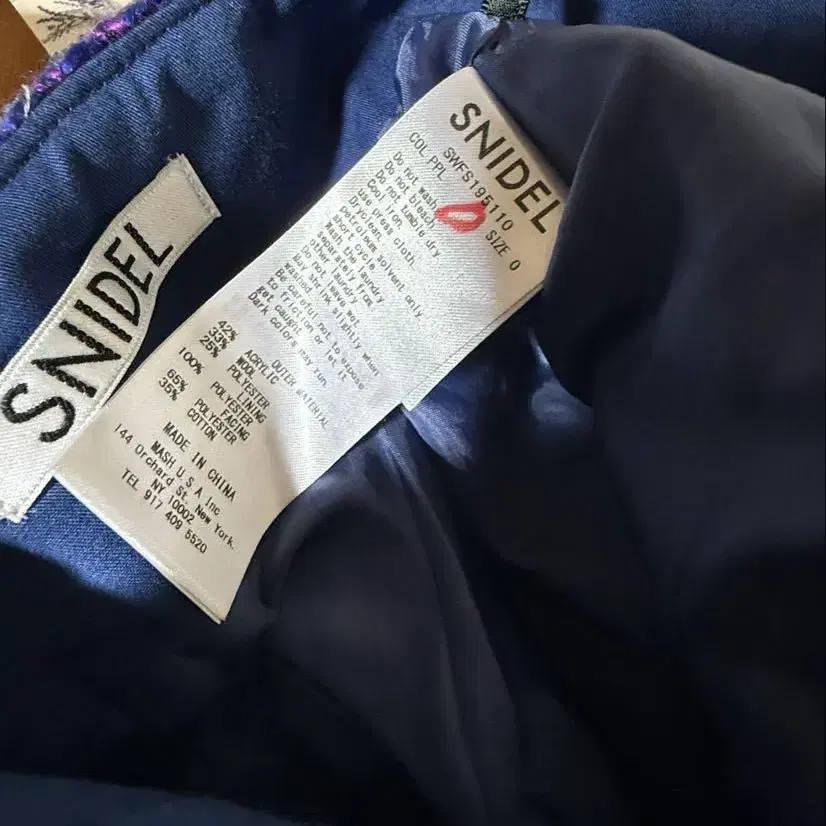 SNIDEL
SNIDEL
SWFS195110
COL PPL SIZE 0
Do not wash
Do not bleach
Do not tumble dry
Cool iron
use press cloth
Dryclean
petroleum solvent only
short cycle
Wash the laundry
separately from
other laundry
Do not leave wet.
May shrink slightly when
washed
Be careful not to expose
to friction or let it
get caught.
Dark colors may run.
OUTER MATERIAL
42% ACRYLIC
33% WOOL
25% POLYESTER
LINING
100% POLYESTER
FACING
65% POLYESTER
35% COTTON
MADE IN CHINA
MASH U.S.A Inc.
144 Orchard St, New York.
NY 10002
TEL 917 409 5520